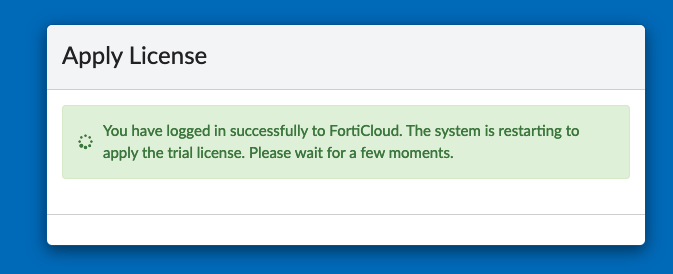 Apply License
You have logged in successfully to FortiCloud. The system is restarting to
apply the trial license. Please wait for a few moments.